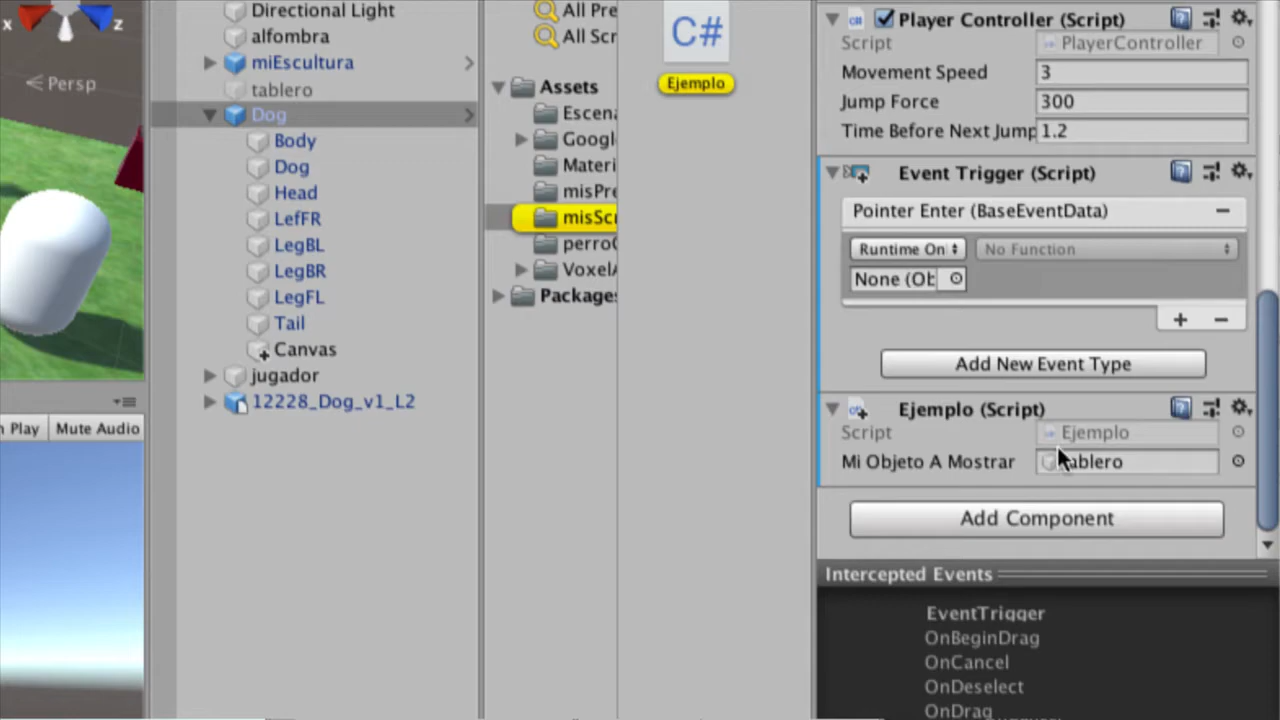 x
z
Persp
n Play
Mute Audio
Directional Light
alfombra
miEscultura
tablero
Dog
Body
Dog
Head
LefFR
LegBL
LegBR
LegFL
Tail
Canvas
jugador
12228_Dog_v1_L2
All Pre
All Scr
Assets
Escena
Googl
Materi
misPre
misScr
perro
VoxelA
Packages
C#
Ejemplo
Player Controller (Script)
Script PlayerController
Movement Speed 3
Jump Force 300
Time Before Next Jump 1.2
Event Trigger (Script)
Pointer Enter (BaseEventData)
Runtime On No Function
None (Ob
Add New Event Type
Ejemplo (Script)
Script Ejemplo
Mi Objeto A Mostrar tablero
Add Component
Intercepted Events
EventTrigger
OnBeginDrag
OnCancel
OnDeselect
OnDrag